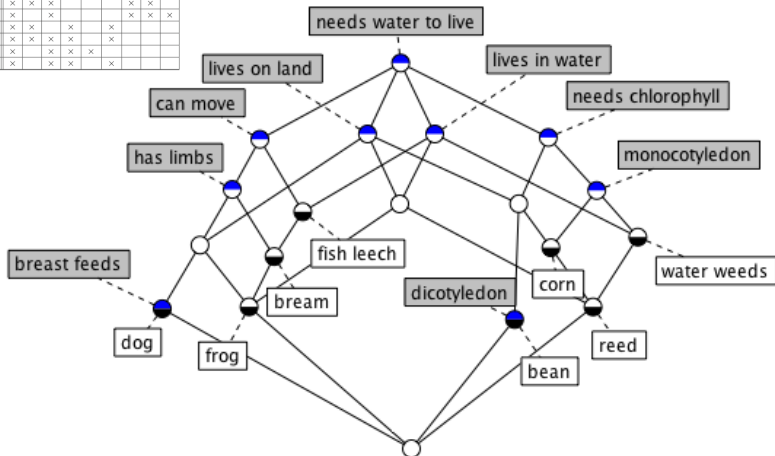 needs water to live
lives on land
lives in water
can move
needs chlorophyll
has limbs
monocotyledon
fish leech
breast feeds
water weeds
corn
dicotyledon
bream
dog
frog
reed
bean